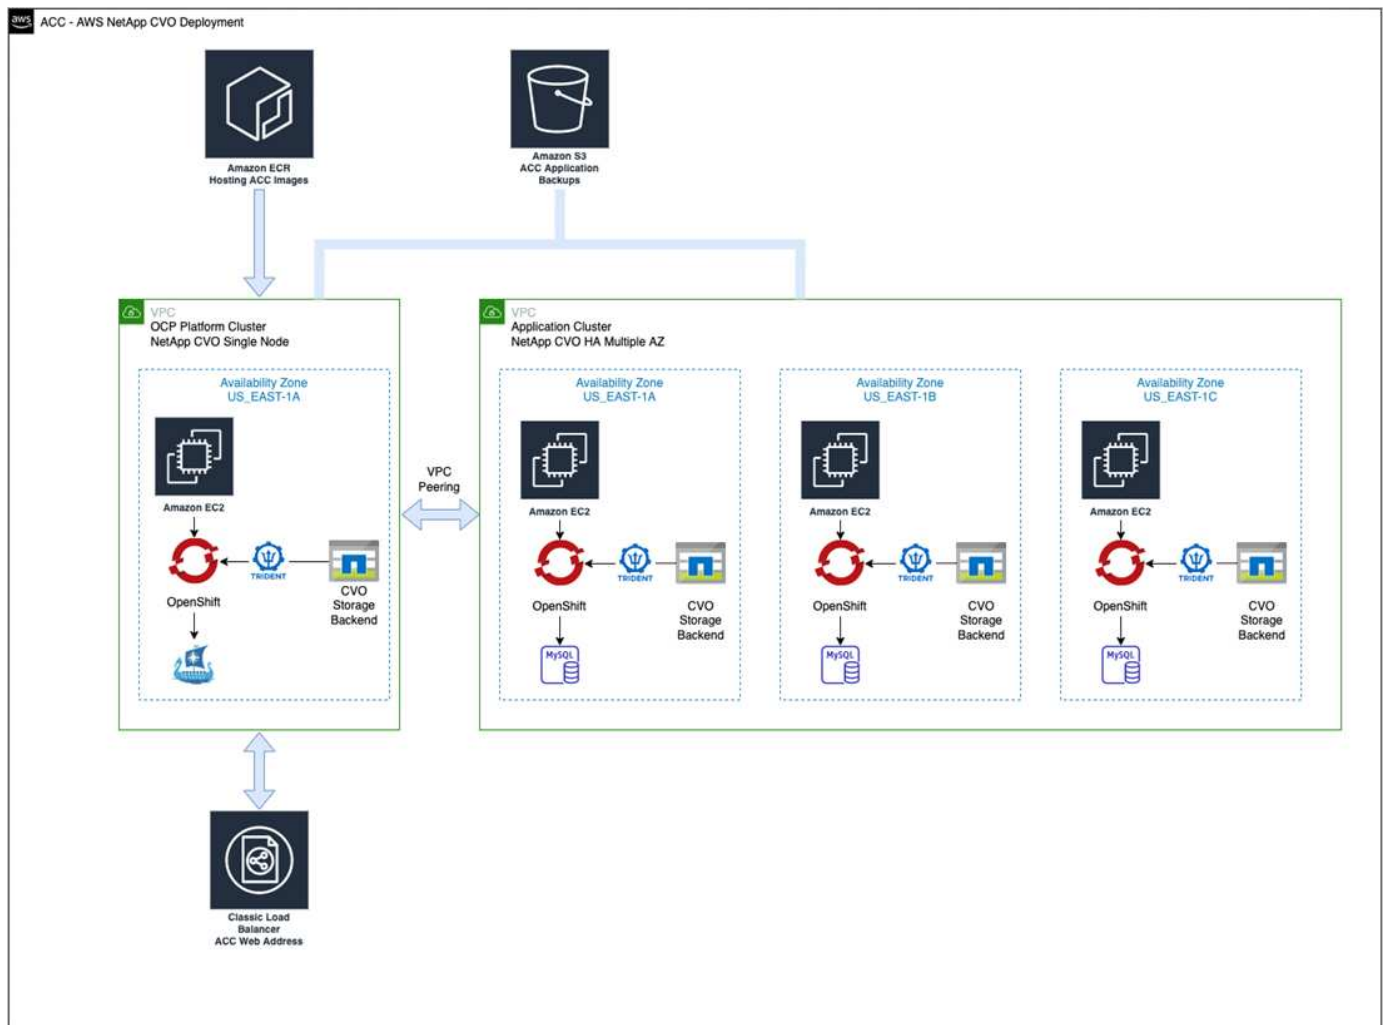 aws
ACC - AWS NetApp CVO Deployment
Amazon ECR
Hosting ACC Images
Amazon S3
ACC Application
Backups
VPC
OCP Platform Cluster
NetApp CVO Single Node
Availability Zone
US_EAST-1A
Amazon EC2
TRIDENT
OpenShift
CVO
Storage
Backend
VPC
Peering
VPC
Application Cluster
NetApp CVO HA Multiple AZ
Availability Zone
US_EAST-1A
Amazon EC2
TRIDENT
OpenShift
CVO
Storage
Backend
MySQL
Availability Zone
US_EAST-1B
Amazon EC2
TRIDENT
OpenShift
CVO
Storage
Backend
MySQL
Availability Zone
US_EAST-1C
Amazon EC2
TRIDENT
OpenShift
CVO
Storage
Backend
MySQL
Classic Load
Balancer
ACC Web Address